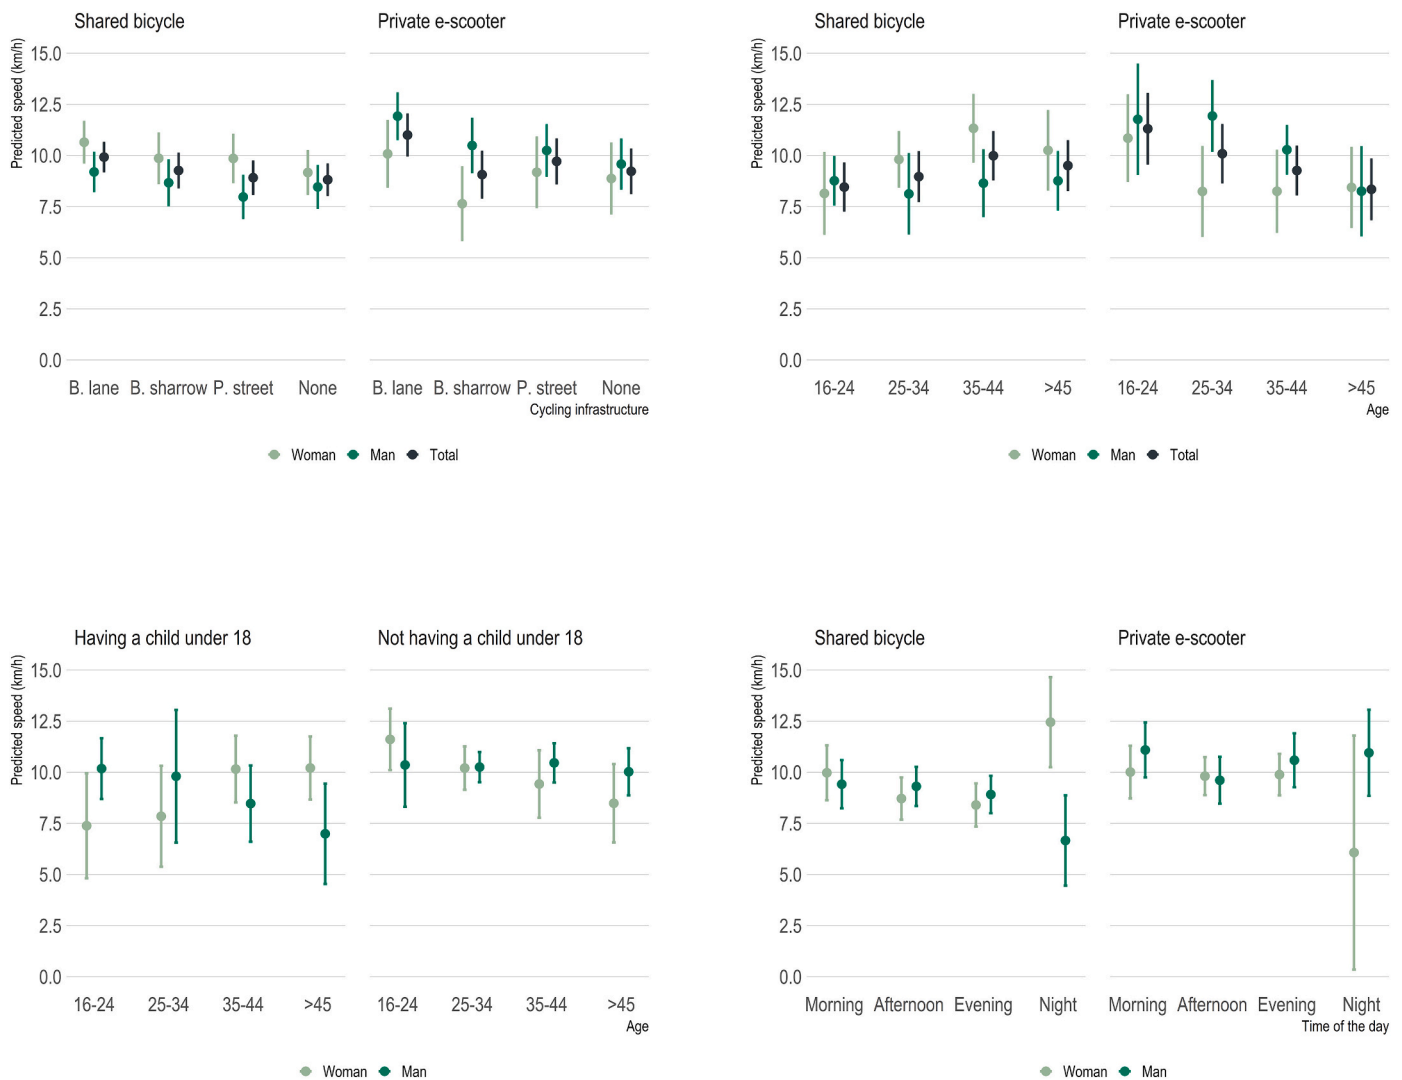 Shared bicycle
Private e-scooter
Predicted speed (km/h)
15.0
12.5
10.0
7.5
5.0
2.5
0.0
B. lane B. sharrow P. street None
B. lane B. sharrow P. street None
Cycling infrastructure
Woman Man Total
Shared bicycle
Private e-scooter
Predicted speed (km/h)
15.0
12.5
10.0
7.5
5.0
2.5
0.0
16-24 25-34 35-44 >45
16-24 25-34 35-44 >45
Age
Woman Man Total
Having a child under 18
Not having a child under 18
Predicted speed (km/h)
15.0
12.5
10.0
7.5
5.0
2.5
0.0
16-24 25-34 35-44 >45
16-24 25-34 35-44 >45
Age
Woman Man
Shared bicycle
Private e-scooter
Predicted speed (km/h)
15.0
12.5
10.0
7.5
5.0
2.5
0.0
Morning Afternoon Evening Night
Morning Afternoon Evening Night
Time of the day
Woman Man